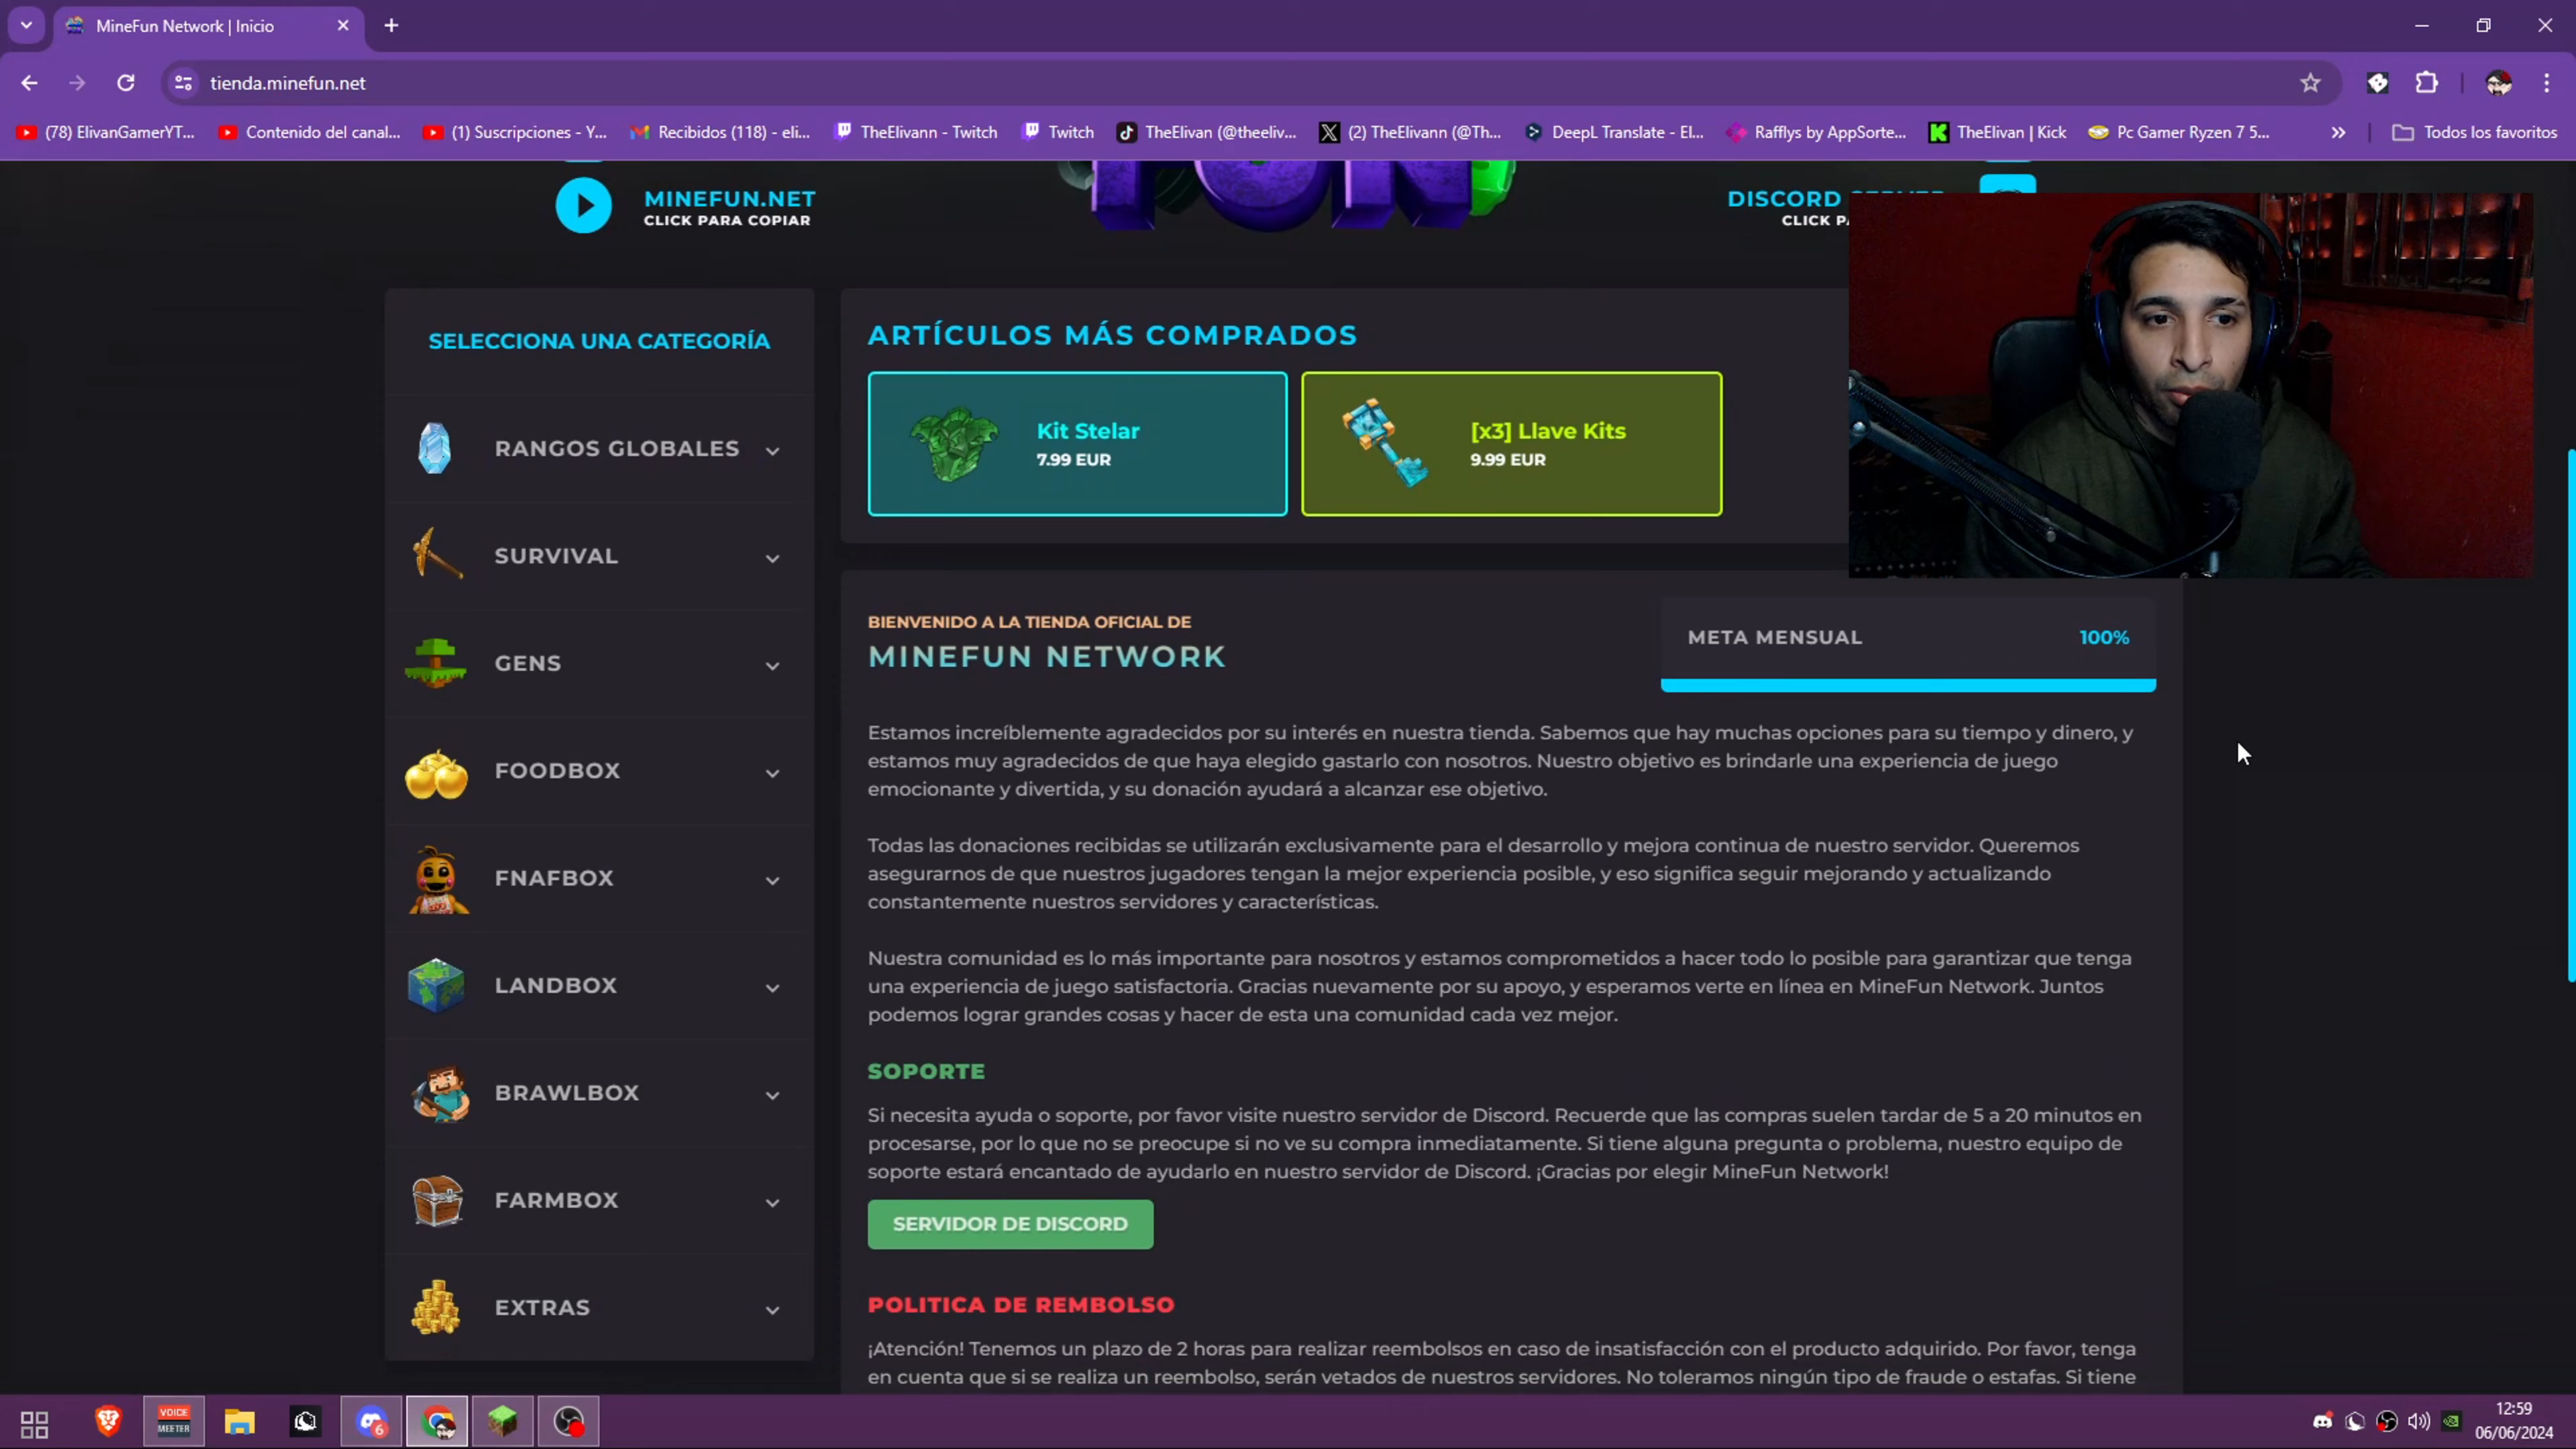 MineFun Network | Inicio
tienda.minefun.net
(78) ElivanGamerYT...
Contenido del canal...
(1) Suscripciones - Y...
Recibidos (118) - eli...
TheElivann - Twitch
Twitch
TheElivan (@theeliv...
(2) TheElivann (@Th...
DeepL Translate - El...
Rafflys by AppSorte...
TheElivan | Kick
Pc Gamer Ryzen 7 5...
Todos los favoritos
MINEFUN.NET
CLICK PARA COPIAR
FUN
DISCORD SERVER
CLICK PA
SELECCIONA UNA CATEGORÍA
RANGOS GLOBALES
SURVIVAL
GENS
FOODBOX
FNAFBOX
LANDBOX
BRAWLBOX
FARMBOX
EXTRAS
ARTÍCULOS MÁS COMPRADOS
Kit Stelar
7.99 EUR
[x3] Llave Kits
9.99 EUR
BIENVENIDO A LA TIENDA OFICIAL DE
MINEFUN NETWORK
META MENSUAL 100%
Estamos increíblemente agradecidos por su interés en nuestra tienda. Sabemos que hay muchas opciones para su tiempo y dinero, y
estamos muy agradecidos de que haya elegido gastarlo con nosotros. Nuestro objetivo es brindarle una experiencia de juego
emocionante y divertida, y su donación ayudará a alcanzar ese objetivo.
Todas las donaciones recibidas se utilizarán exclusivamente para el desarrollo y mejora continua de nuestro servidor. Queremos
asegurarnos de que nuestros jugadores tengan la mejor experiencia posible, y eso significa seguir mejorando y actualizando
constantemente nuestros servidores y características.
Nuestra comunidad es lo más importante para nosotros y estamos comprometidos a hacer todo lo posible para garantizar que tenga
una experiencia de juego satisfactoria. Gracias nuevamente por su apoyo, y esperamos verte en línea en MineFun Network. Juntos
podemos lograr grandes cosas y hacer de esta una comunidad cada vez mejor.
SOPORTE
Si necesita ayuda o soporte, por favor visite nuestro servidor de Discord. Recuerde que las compras suelen tardar de 5 a 20 minutos en
procesarse, por lo que no se preocupe si no ve su compra inmediatamente. Si tiene alguna pregunta o problema, nuestro equipo de
soporte estará encantado de ayudarlo en nuestro servidor de Discord. ¡Gracias por elegir MineFun Network!
SERVIDOR DE DISCORD
POLITICA DE REMBOLSO
¡Atención! Tenemos un plazo de 2 horas para realizar reembolsos en caso de insatisfacción con el producto adquirido. Por favor, tenga
en cuenta que si se realiza un reembolso, serán vetados de nuestros servidores. No toleramos ningún tipo de fraude o estafas. Si tiene
VOICE
MEETER
6
12:59
06/06/2024